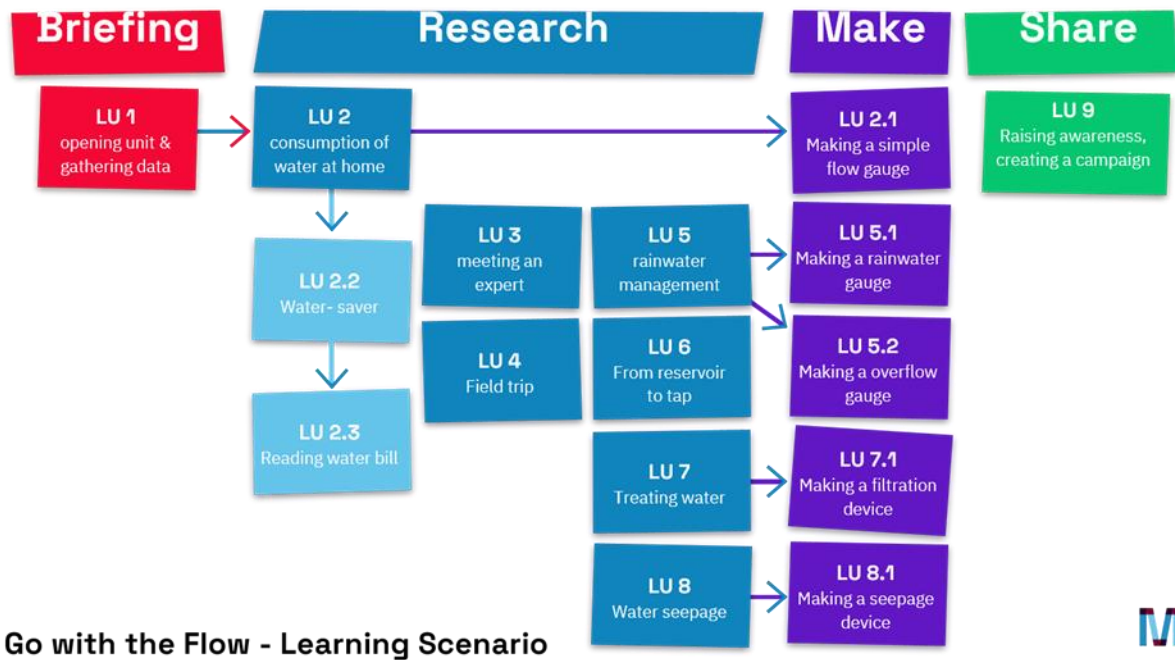 Briefing
Research
Make
Share
LU 1
opening unit &
gathering data
LU 2
consumption of
water at home
LU 2.1
Making a simple
flow gauge
LU 9
Raising awareness,
creating a campaign
LU 2.2
Water- saver
LU 3
meeting an
expert
LU 5
rainwater
management
LU 5.1
Making a rainwater
gauge
LU 4
Field trip
LU 6
From reservoir
to tap
LU 5.2
Making a overflow
gauge
LU 2.3
Reading water bill
LU 7
Treating water
LU 7.1
Making a filtration
device
LU 8
Water seepage
LU 8.1
Making a seepage
device
Go with the Flow - Learning Scenario